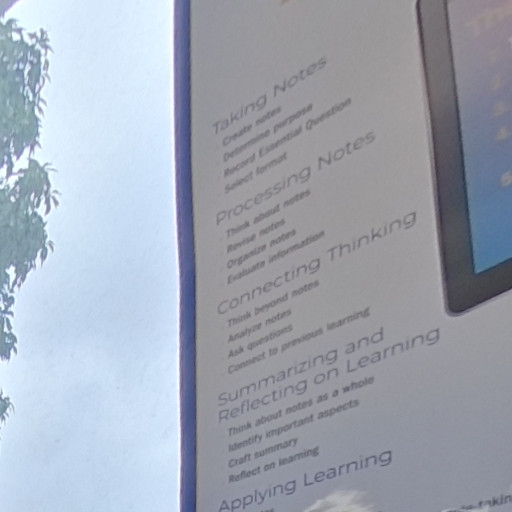 Taking Notes
Create notes
Determine purpose
Record Essential Question
Select format
Processing Notes
Think about notes
Revise notes
Organize notes
Evaluate information
Connecting Thinking
Think beyond notes
Analyze notes
Ask questions
Connect to previous learning
Summarizing and
Reflecting on Learning
Think about notes as a whole
Identify important aspects
Craft summary
Reflect on learning
Applying Learning